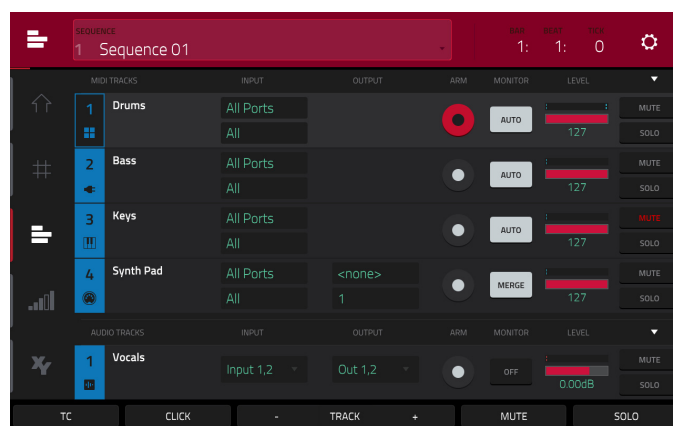 SEQUENCE
1 Sequence 01
BAR BEAT TICK
1: 1: 0
MIDI TRACKS INPUT OUTPUT ARM MONITOR LEVEL
1 Drums All Ports AUTO MUTE
All 127 SOLO
2 Bass All Ports AUTO MUTE
All 127 SOLO
3 Keys All Ports AUTO MUTE
All 127 SOLO
4 Synth Pad All Ports <none> MERGE MUTE
All 1 127 SOLO
AUDIO TRACKS INPUT OUTPUT ARM MONITOR LEVEL
1 Vocals Input 1,2 Out 1,2 OFF MUTE
0.00dB SOLO
XY
TC CLICK - TRACK + MUTE SOLO